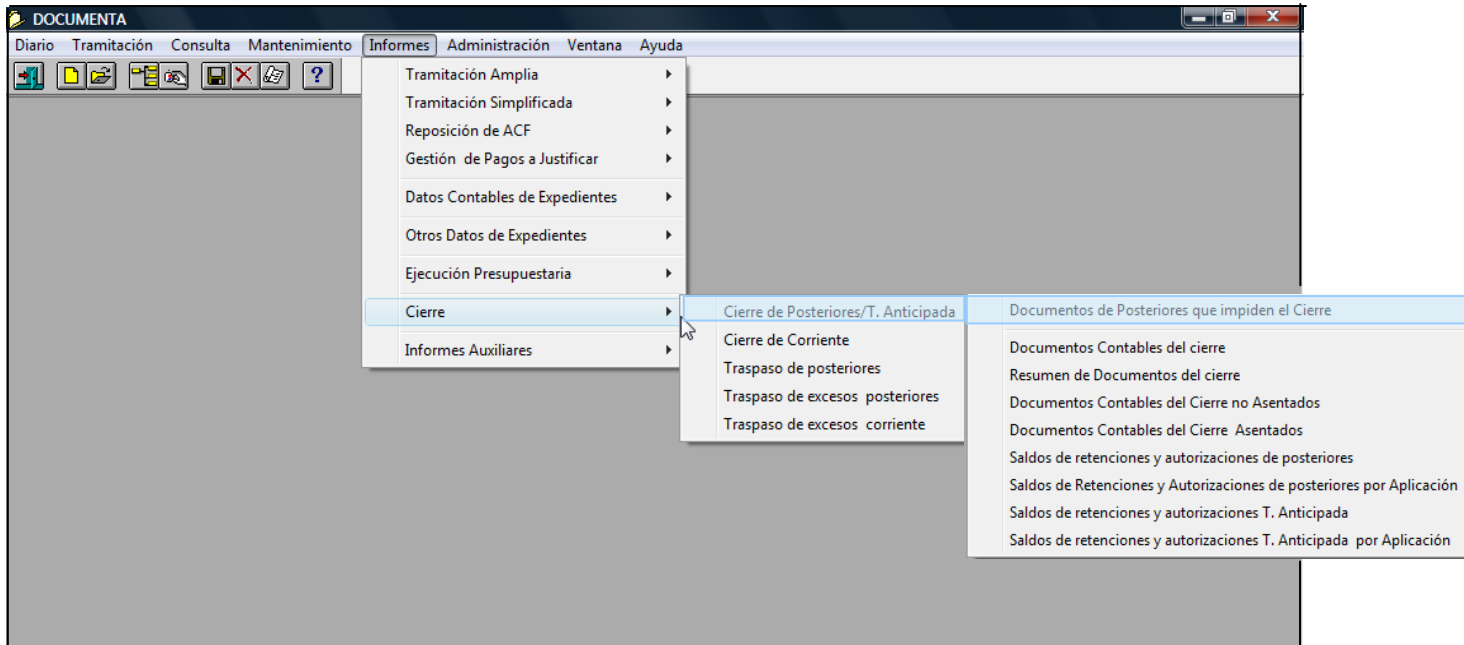 DOCUMENTA
Diario Tramitación Consulta Mantenimiento Informes Administración Ventana Ayuda
?
Tramitación Amplia
Tramitación Simplificada
Reposición de ACF
Gestión de Pagos a Justificar
Datos Contables de Expedientes
Otros Datos de Expedientes
Ejecución Presupuestaria
Cierre
Informes Auxiliares
Cierre de Posteriores/T. Anticipada
Cierre de Corriente
Traspaso de posteriores
Traspaso de excesos posteriores
Traspaso de excesos corriente
Documentos de Posteriores que impiden el Cierre
Documentos Contables del cierre
Resumen de Documentos del cierre
Documentos Contables del Cierre no Asentados
Documentos Contables del Cierre Asentados
Saldos de retenciones y autorizaciones de posteriores
Saldos de Retenciones y Autorizaciones de posteriores por Aplicación
Saldos de retenciones y autorizaciones T. Anticipada
Saldos de retenciones y autorizaciones T. Anticipada por Aplicación